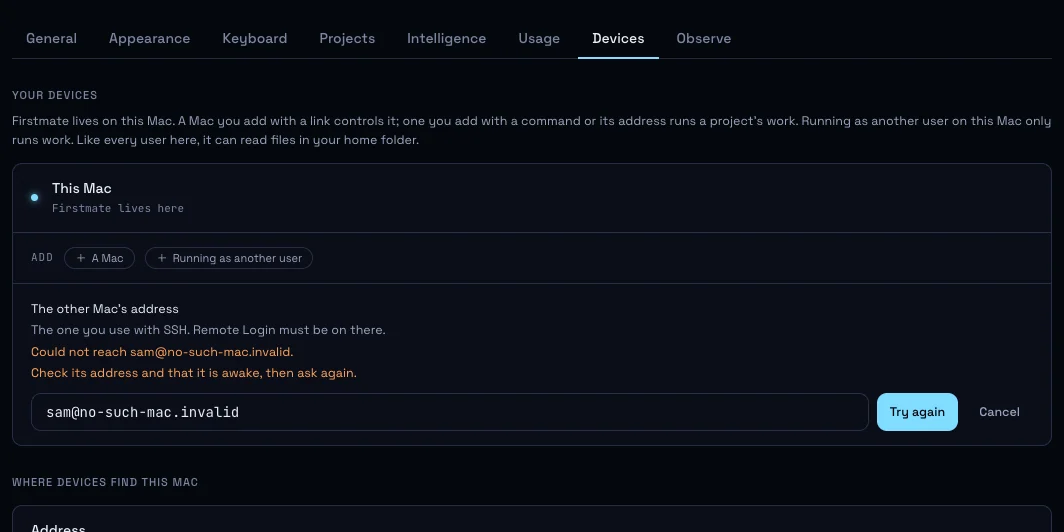 General Appearance Keyboard Projects Intelligence Usage Devices Observe
YOUR DEVICES
Firstmate lives on this Mac. A Mac you add with a link controls it; one you add with a command or its address runs a project's work. Running as another user on this Mac only
runs work. Like every user here, it can read files in your home folder.
This Mac
Firstmate lives here
ADD + A Mac + Running as another user
The other Mac's address
The one you use with SSH. Remote Login must be on there.
Could not reach sam@no-such-mac.invalid.
Check its address and that it is awake, then ask again.
sam@no-such-mac.invalid Try again Cancel
WHERE DEVICES FIND THIS MAC
Address